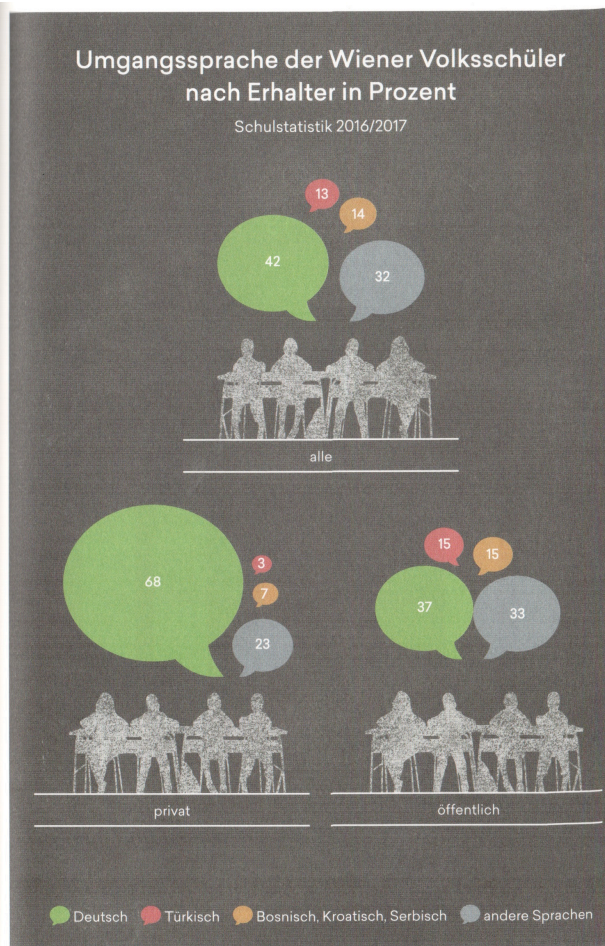 Umgangssprache der Wiener Volksschüler
nach Erhalter in Prozent
Schulstatistik 2016/2017
13
14
42
32
alle
68
3
7
23
15
15
37
33
privat
öffentlich
Deutsch
Türkisch
Bosnisch, Kroatisch, Serbisch
andere Sprachen